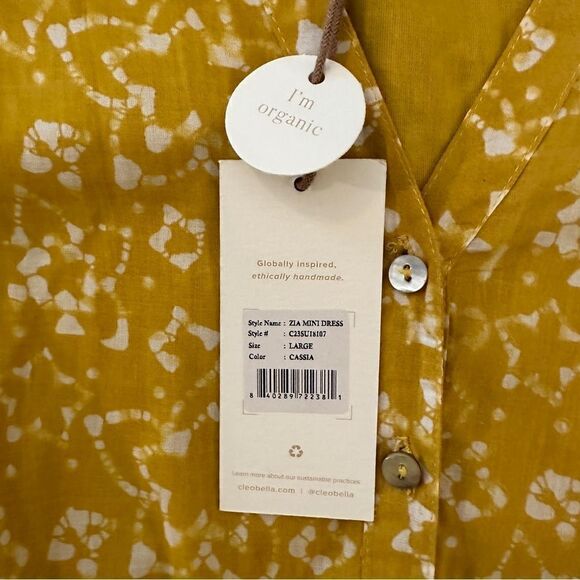 I'm
organic
Globally inspired,
ethically handmade.
Style Name : ZIA MINI DRESS
Style # : C23SU18107
Size : LARGE
Color : CASSIA
8 40289 72238 1
Learn more about our sustainable practices:
cleobella.com | @cleobella